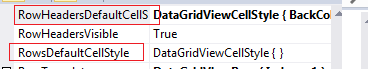 RowHeadersDefaultCellS DataGridViewCellStyle { BackCo
RowHeadersVisible True
RowsDefaultCellStyle DataGridViewCellStyle { }